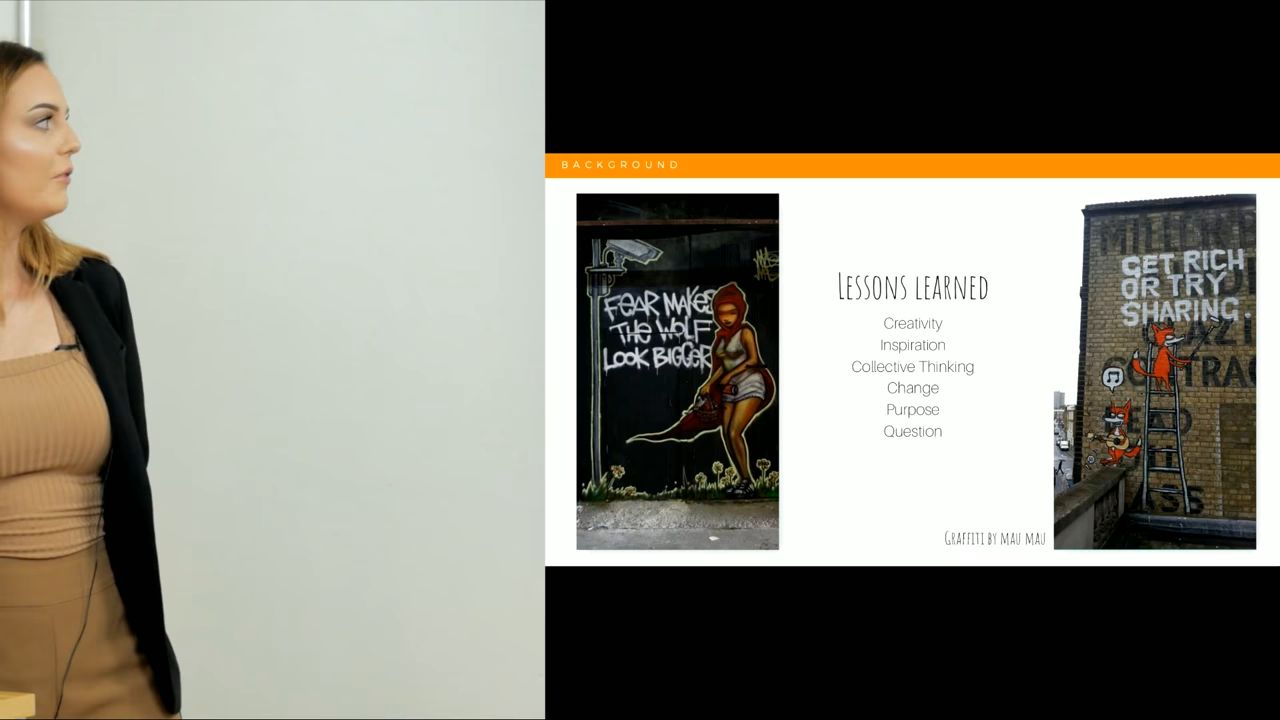 BACKGROUND
FEAR MAKES
THE WOLF
LOOK BIGGER
LESSONS LEARNED
Creativity
Inspiration
Collective Thinking
Change
Purpose
Question
GRAFFITI BY MAU MAU
GET RICH
OR TRY
SHARING.